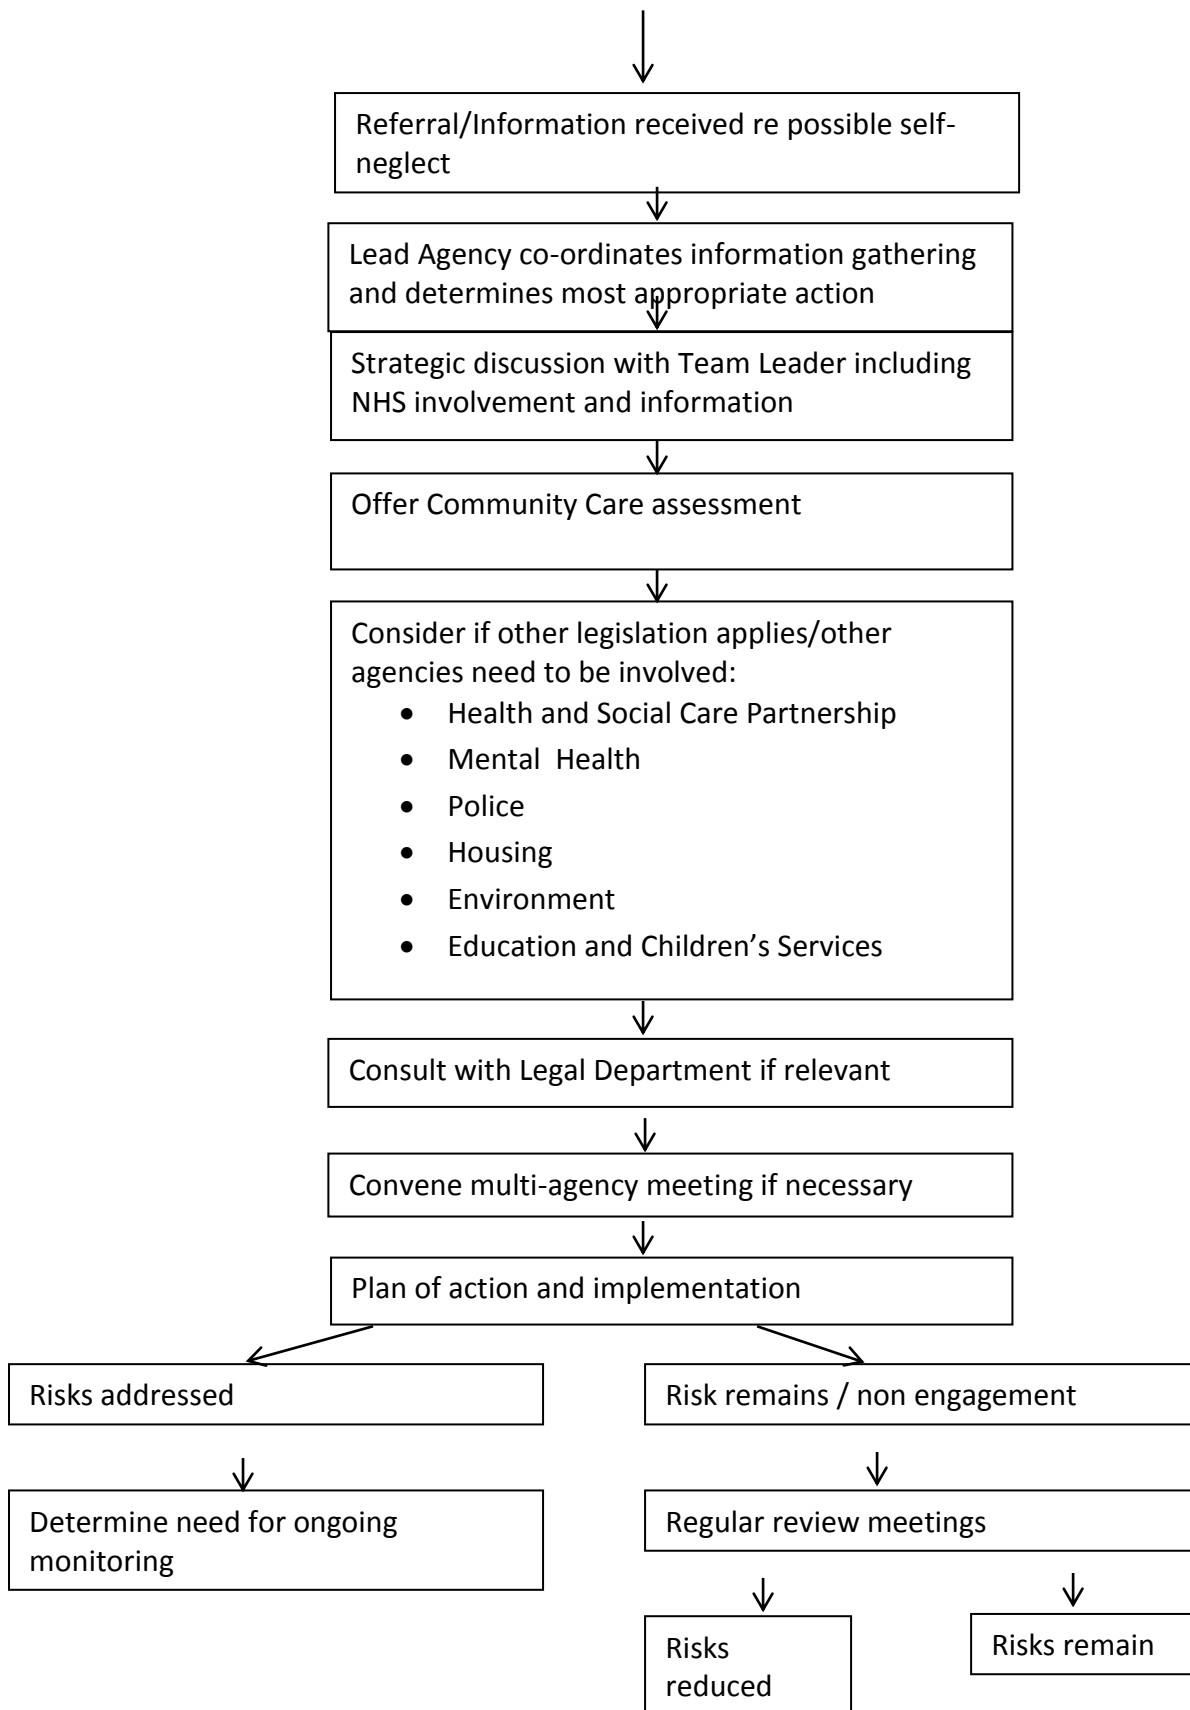 Referral/Information received re possible self-
neglect
Lead Agency co-ordinates information gathering
and determines most appropriate action
Strategic discussion with Team Leader including
NHS involvement and information
Offer Community Care assessment
Consider if other legislation applies/other
agencies need to be involved:
• Health and Social Care Partnership
• Mental  Health
• Police
• Housing
• Environment
• Education and Children’s Services
Consult with Legal Department if relevant
Convene multi-agency meeting if necessary
Plan of action and implementation
Risks addressed
Risk remains / non engagement
Determine need for ongoing
monitoring
Regular review meetings
Risks
reduced
Risks remain